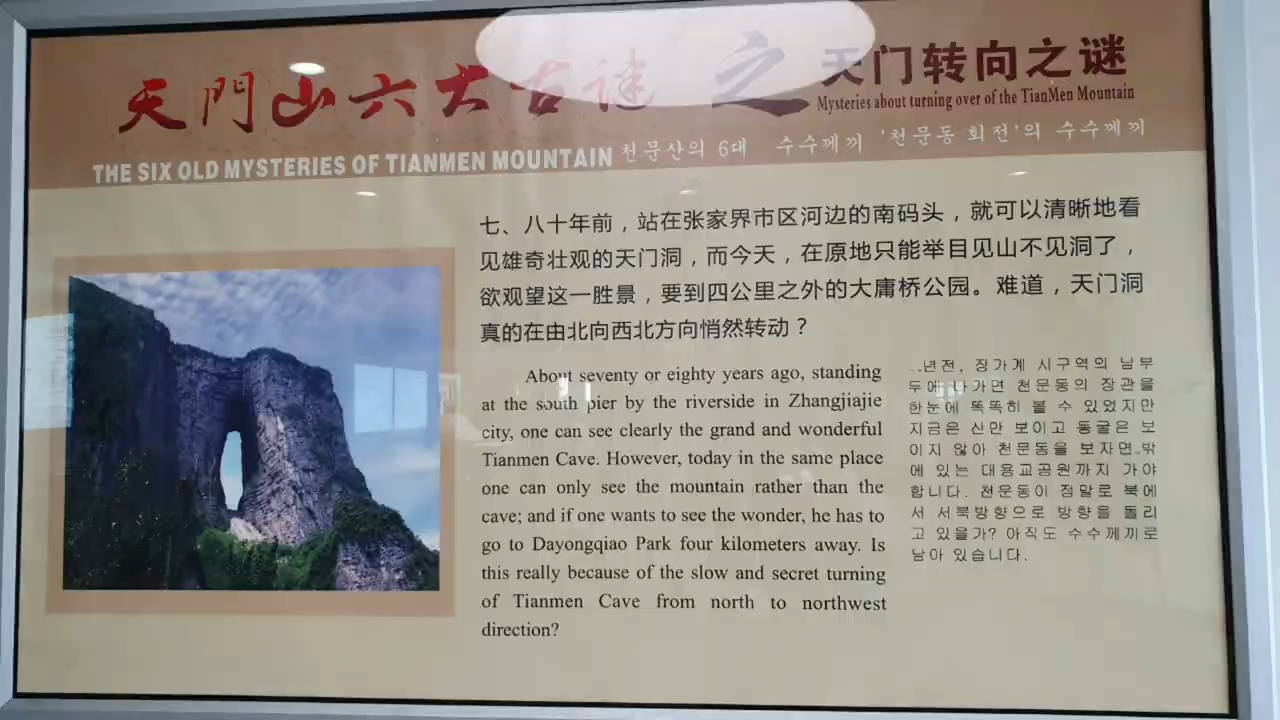 天門山六大古谜 之 天门转向之谜
Mysteries about turning over of the TianMen Mountain
THE SIX OLD MYSTERIES OF TIANMEN MOUNTAIN 천문산의 6대 수수께끼 '천문동 회전'의 수수께끼
七、八十年前，站在张家界市区河边的南码头，就可以清晰地看
见雄奇壮观的天门洞，而今天，在原地只能举目见山不见洞了，
欲观望这一胜景，要到四公里之外的大庸桥公园。难道，天门洞
真的在由北向西北方向悄然转动？
About seventy or eighty years ago, standing
at the south pier by the riverside in Zhangjiajie
city, one can see clearly the grand and wonderful
Tianmen Cave. However, today in the same place
one can only see the mountain rather than the
cave; and if one wants to see the wonder, he has to
go to Dayongqiao Park four kilometers away. Is
this really because of the slow and secret turning
of Tianmen Cave from north to northwest
direction?
년전, 장가계 시구역의 남부
두에 나가면 천문동의 장관을
한눈에 똑똑히 볼 수 있었지만
지금은 산만 보이고 동굴은 보
이지 않아 천문동을 보자면 밖
에 있는 대용교공원까지 가야
합니다. 천문동이 정말로 북에
서 서북방향으로 방향을 돌리
고 있을가? 아직도 수수께끼로
남아 있습니다.